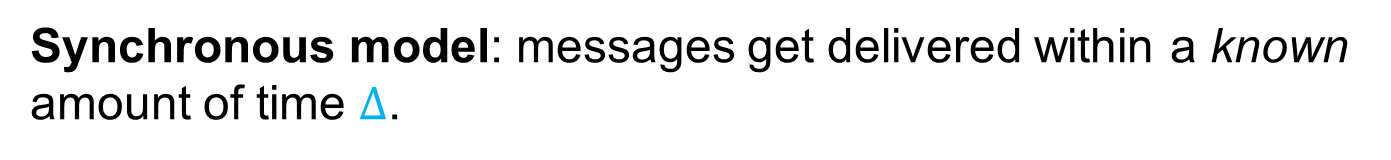 Synchronous model: messages get delivered within a known
amount of time Δ.